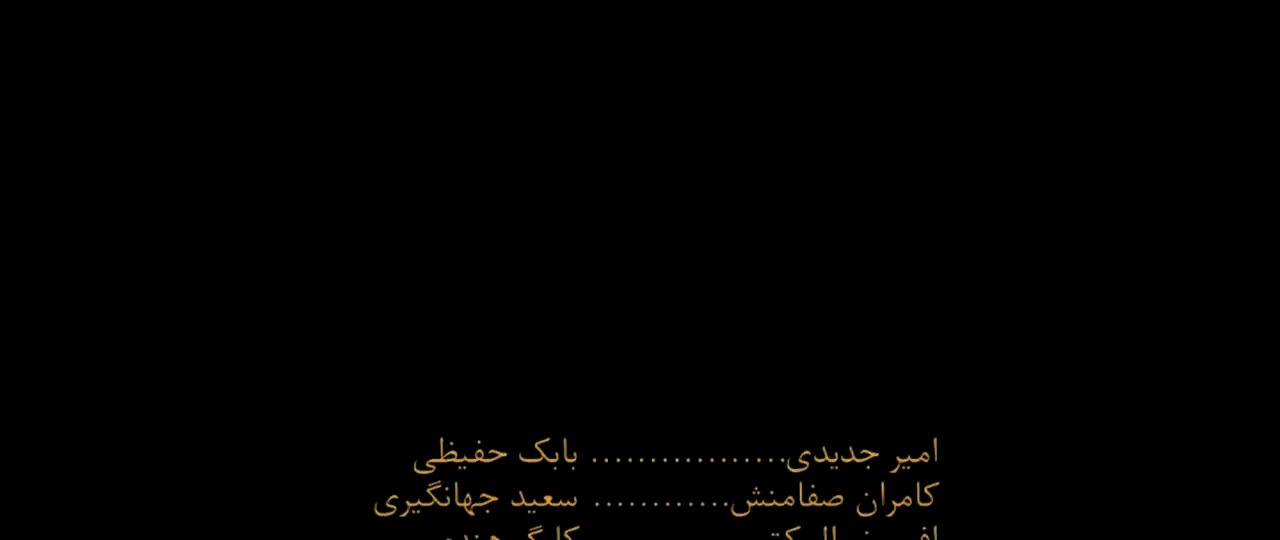 امیر جدیدی................. بابک حفیظی
کامران صفامنش............ سعید جهانگیری